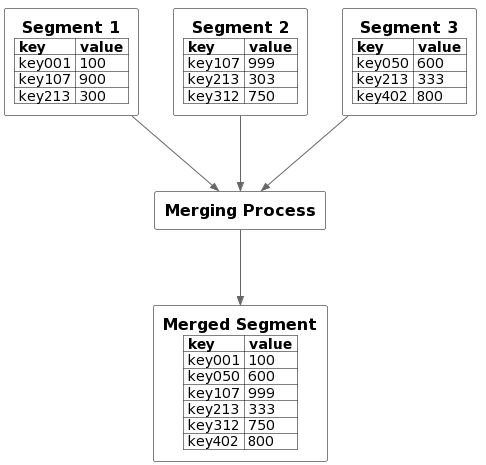 Segment 1
key value
key001 100
key107 900
key213 300
Segment 2
key value
key107 999
key213 303
key312 750
Segment 3
key value
key050 600
key213 333
key402 800
Merging Process
Merged Segment
key value
key001 100
key050 600
key107 999
key213 333
key312 750
key402 800